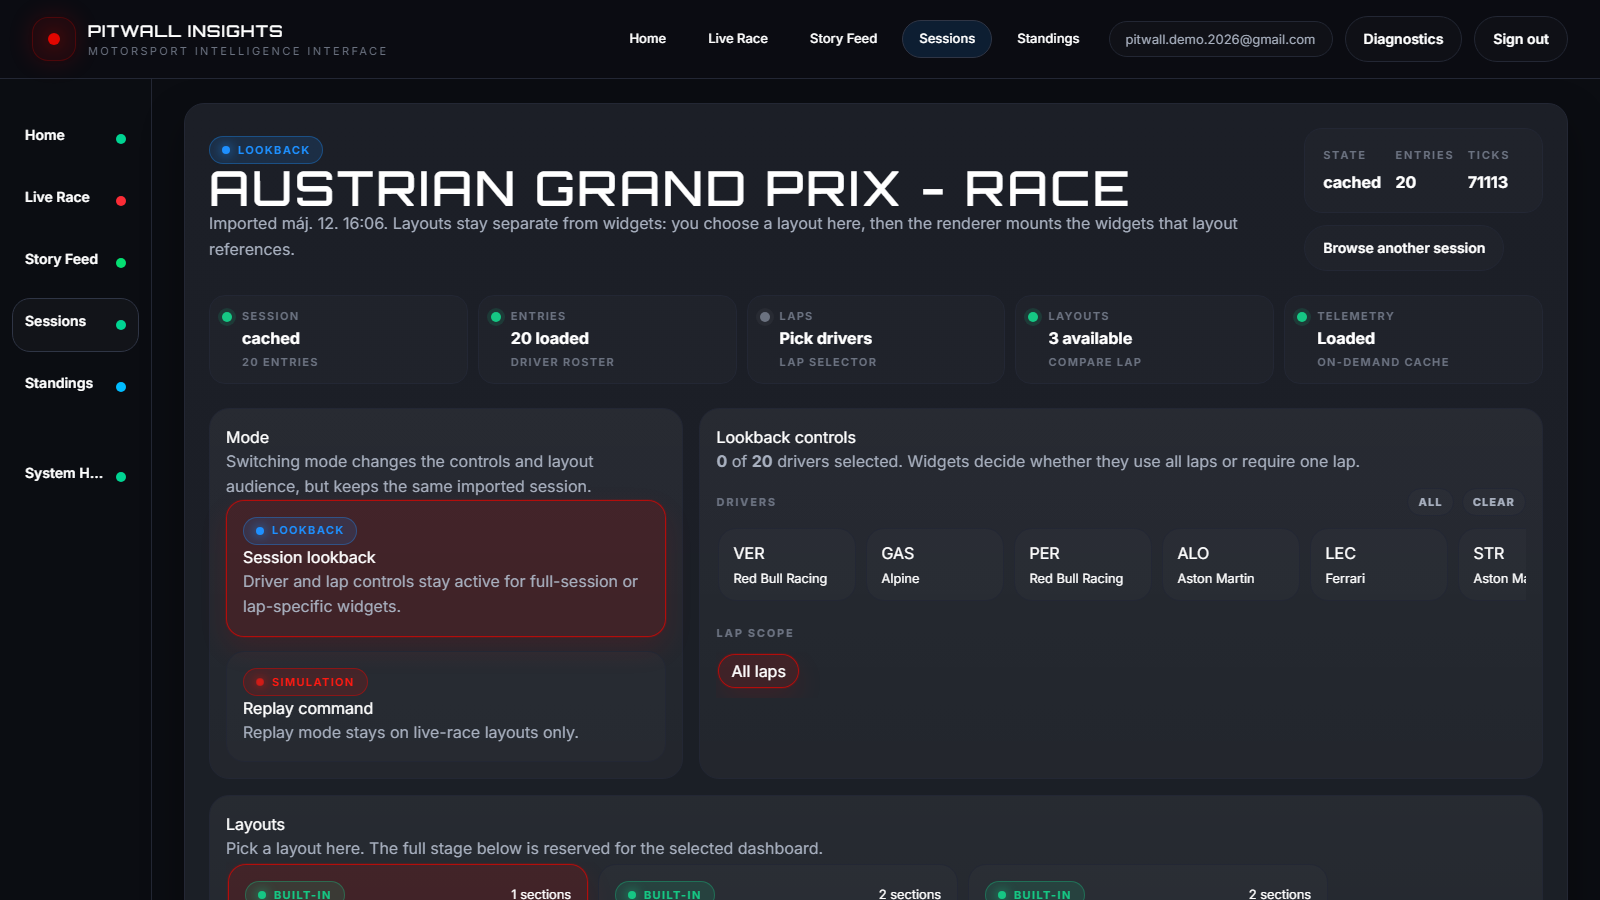 PITWALL INSIGHTS
MOTORSPORT INTELLIGENCE INTERFACE
Home
Live Race
Story Feed
Sessions
Standings
pitwall.demo.2026@gmail.com
Diagnostics
Sign out
Home
Live Race
Story Feed
Sessions
Standings
System H...
LOOKBACK
AUSTRIAN GRAND PRIX - RACE
Imported máj. 12. 16:06. Layouts stay separate from widgets: you choose a layout here, then the renderer mounts the widgets that layout
references.
STATE ENTRIES TICKS
cached 20 71113
Browse another session
SESSION
cached
20 ENTRIES
ENTRIES
20 loaded
DRIVER ROSTER
LAPS
Pick drivers
LAP SELECTOR
LAYOUTS
3 available
COMPARE LAP
TELEMETRY
Loaded
ON-DEMAND CACHE
Mode
Switching mode changes the controls and layout
audience, but keeps the same imported session.
LOOKBACK
Session lookback
Driver and lap controls stay active for full-session or
lap-specific widgets.
SIMULATION
Replay command
Replay mode stays on live-race layouts only.
Lookback controls
0 of 20 drivers selected. Widgets decide whether they use all laps or require one lap.
DRIVERS
ALL
CLEAR
VER
Red Bull Racing
GAS
Alpine
PER
Red Bull Racing
ALO
Aston Martin
LEC
Ferrari
STR
Aston Ma
LAP SCOPE
All laps
Layouts
Pick a layout here. The full stage below is reserved for the selected dashboard.
BUILT-IN
1 sections
BUILT-IN
2 sections
BUILT-IN
2 sections